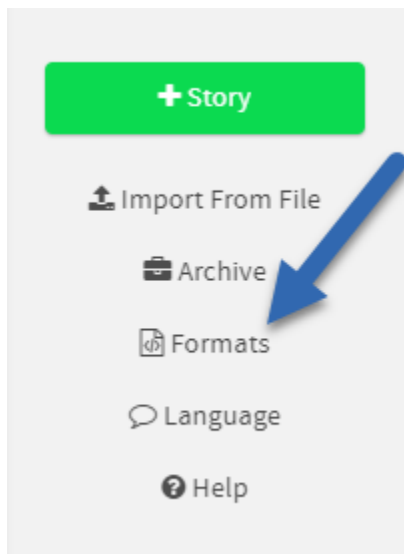 + Story
Import From File
Archive
Formats
Language
Help